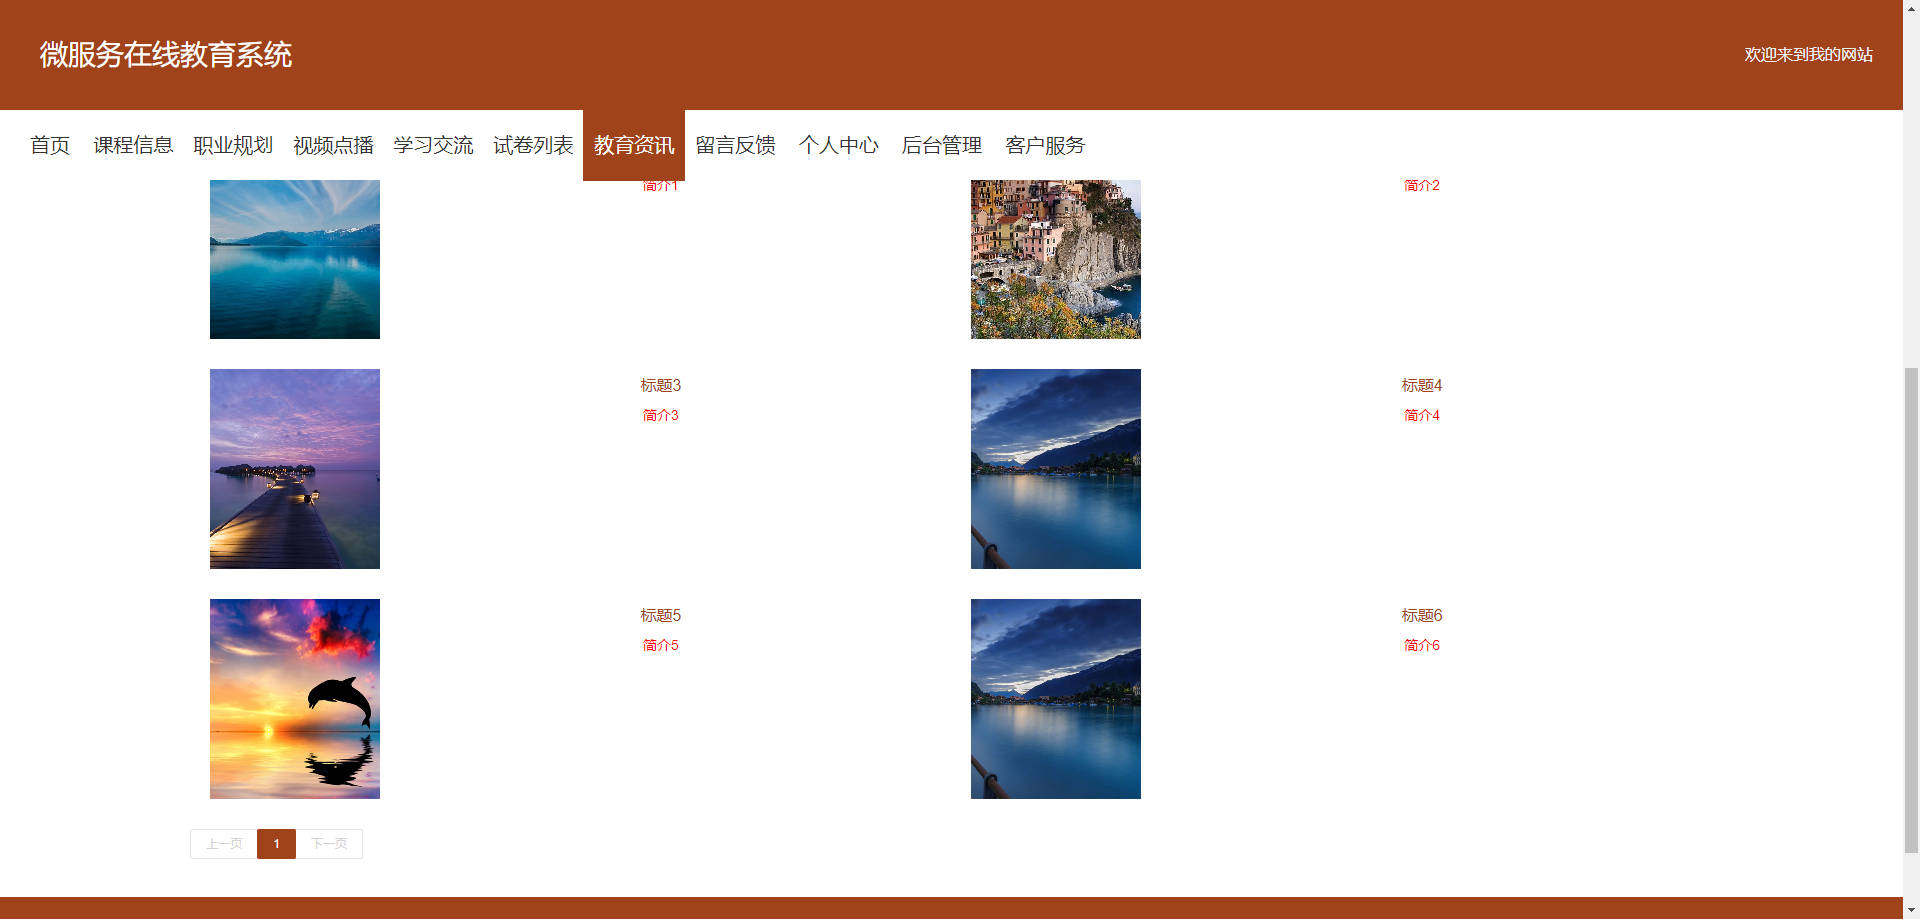 微服务在线教育系统
欢迎来到我的网站
首页 课程信息 职业规划 视频点播 学习交流 试卷列表 教育资讯 留言反馈 个人中心 后台管理 客户服务
简介1
简介2
标题3
简介3
标题4
简介4
标题5
简介5
标题6
简介6
上一页 1 下一页